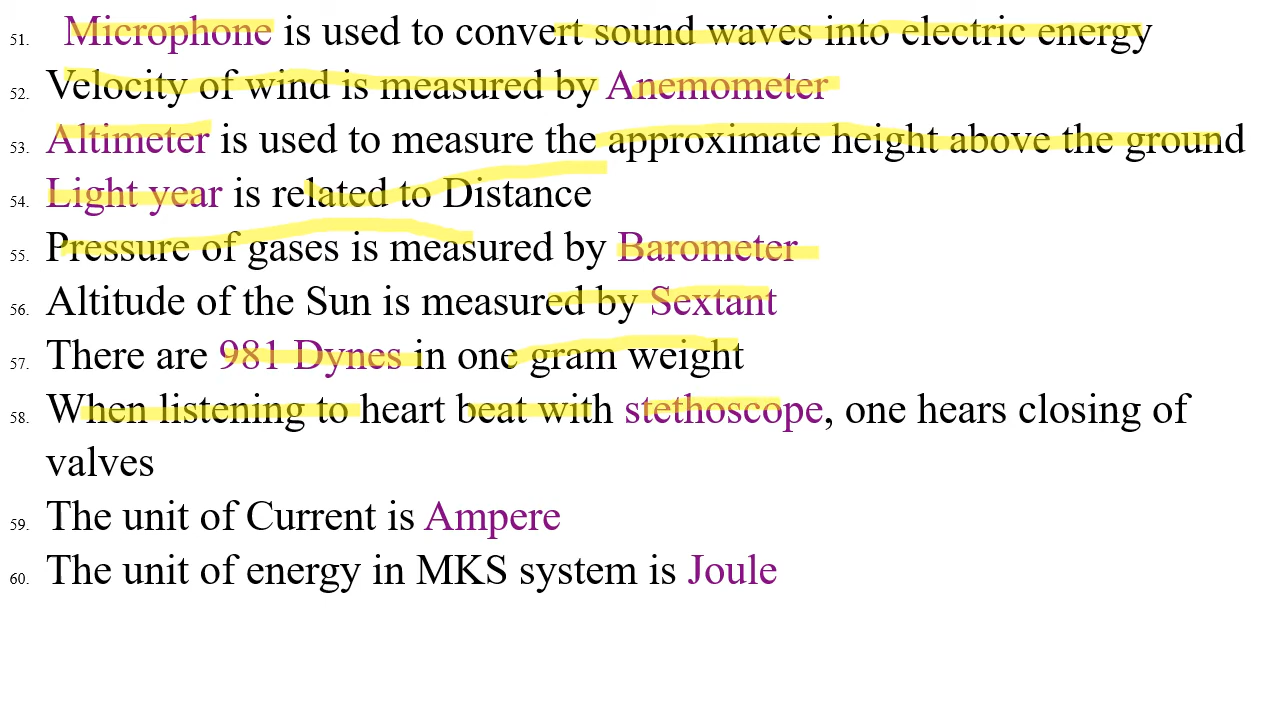 51. Microphone is used to convert sound waves into electric energy
52. Velocity of wind is measured by Anemometer
53. Altimeter is used to measure the approximate height above the ground
54. Light year is related to Distance
55. Pressure of gases is measured by Barometer
56. Altitude of the Sun is measured by Sextant
57. There are 981 Dynes in one gram weight
58. When listening to heart beat with stethoscope, one hears closing of
valves
59. The unit of Current is Ampere
60. The unit of energy in MKS system is Joule